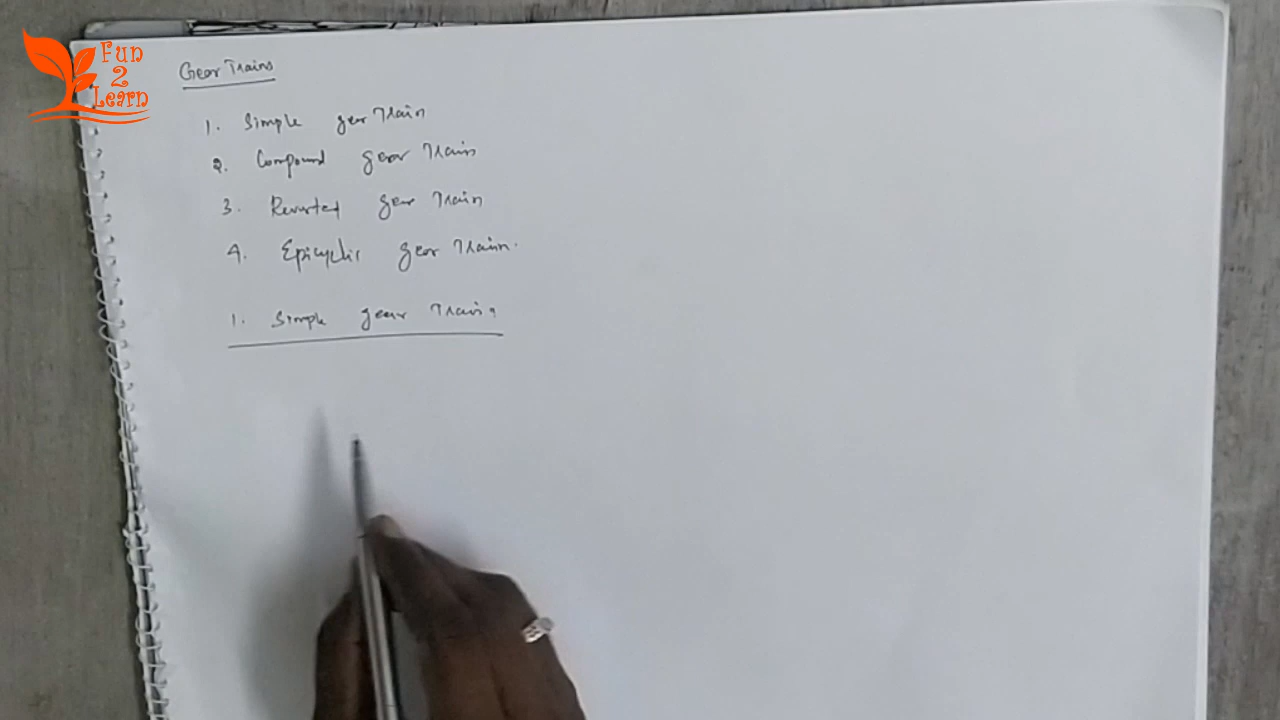 Fun
2
Learn
Gear Trains
1. Simple gear Train
2. Compound gear Train
3. Reverted gear Train
4. Epicyclic gear Train.
1. Simple gear Train